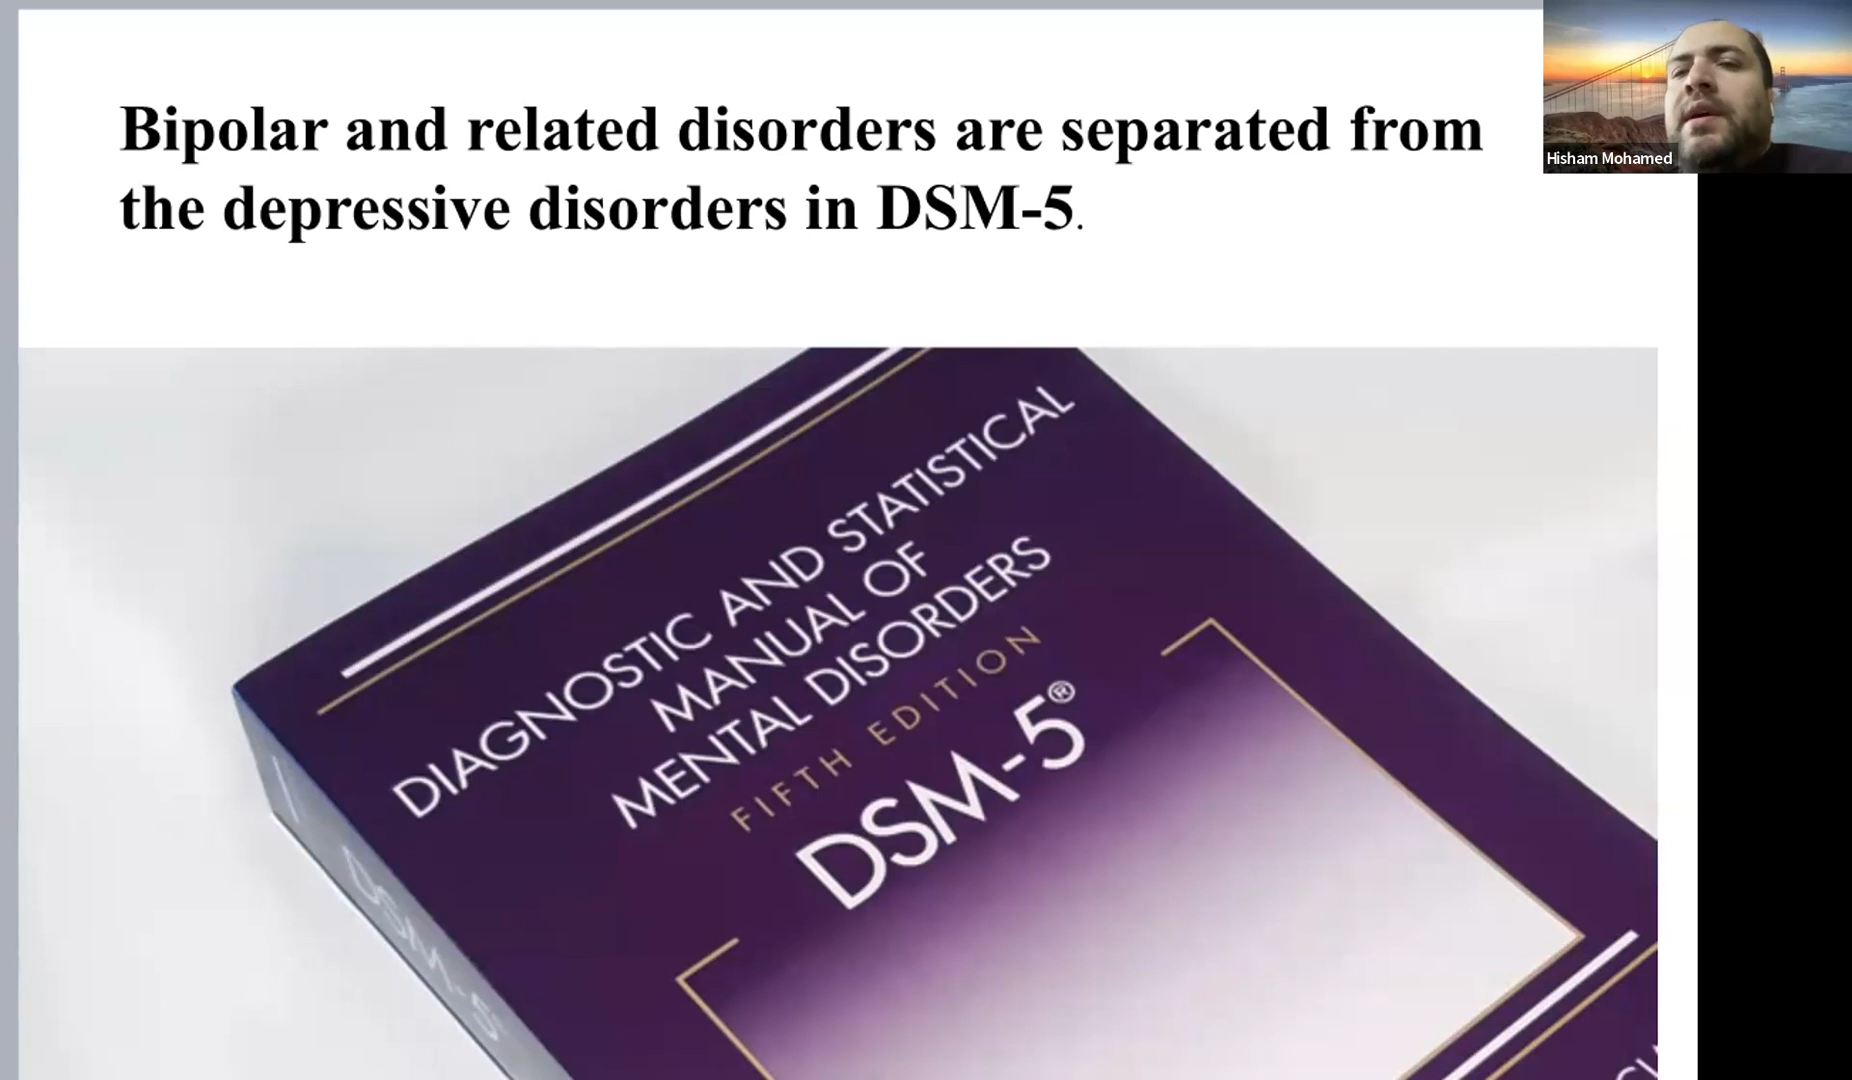 Bipolar and related disorders are separated from
the depressive disorders in DSM-5.
Hisham Mohamed
DIAGNOSTIC AND STATISTICAL
MANUAL OF
MENTAL DISORDERS
FIFTH EDITION
DSM-5®
DSM-5